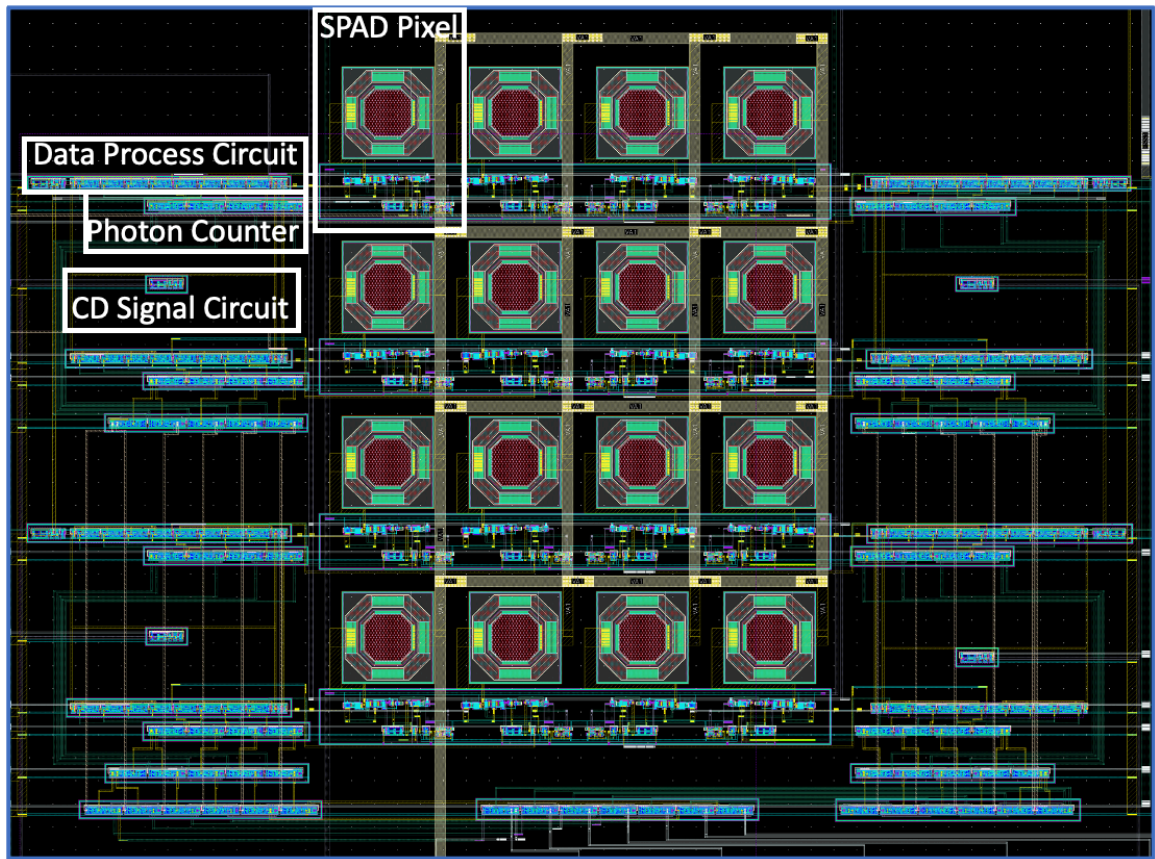 SPAD Pixel
Data Process Circuit
Photon Counter
CD Signal Circuit